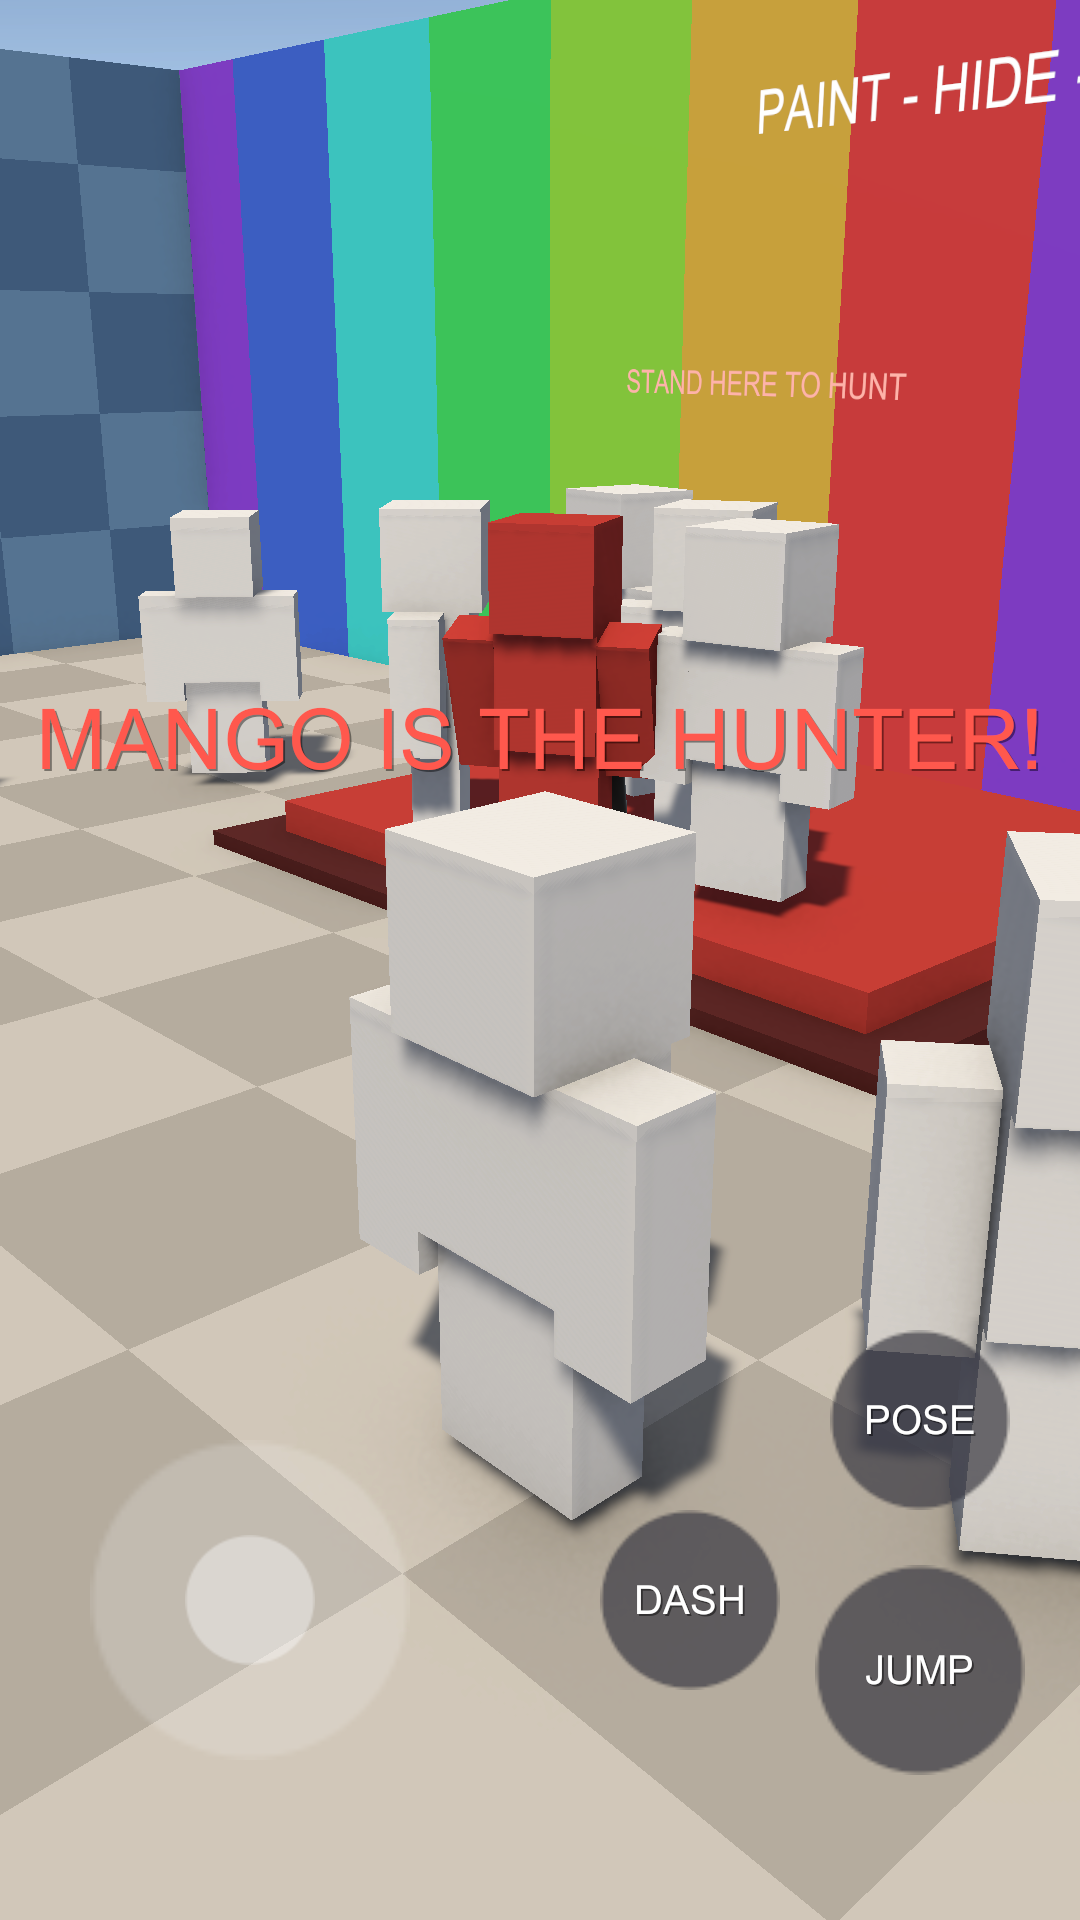 PAINT - HIDE -
STAND HERE TO HUNT
MANGO IS THE HUNTER!
POSE
DASH
JUMP